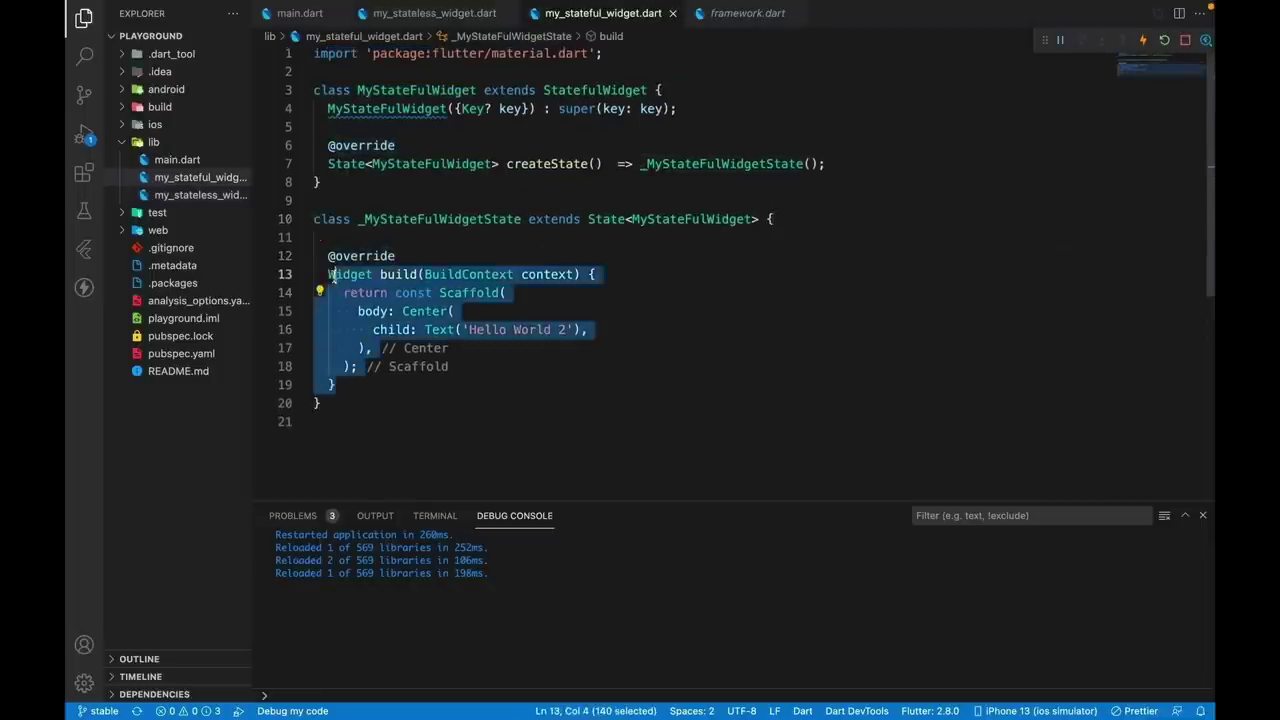 EXPLORER
···
main.dart
my_stateless_widget.dart
my_stateful_widget.dart
framework.dart
PLAYGROUND
.dart_tool
.idea
android
build
ios
lib
main.dart
my_stateful_widg...
my_stateless_wid...
test
web
.gitignore
.metadata
.packages
analysis_options.ya...
playground.iml
pubspec.lock
pubspec.yaml
README.md
OUTLINE
TIMELINE
DEPENDENCIES
lib > my_stateful_widget.dart > _MyStateFulWidgetState > build
1 import 'package:flutter/material.dart';
2
3 class MyStateFulWidget extends StatefulWidget {
4 MyStateFulWidget({Key? key}) : super(key: key);
5
6 @override
7 State<MyStateFulWidget> createState() => _MyStateFulWidgetState();
8 }
9
10 class _MyStateFulWidgetState extends State<MyStateFulWidget> {
11
12 @override
13 Widget build(BuildContext context) {
14 return const Scaffold(
15 body: Center(
16 child: Text('Hello World 2'),
17 ), // Center
18 ); // Scaffold
19 }
20 }
21
PROBLEMS 3 OUTPUT TERMINAL DEBUG CONSOLE
Filter (e.g. text, !exclude)
Restarted application in 260ms.
Reloaded 1 of 569 libraries in 252ms.
Reloaded 2 of 569 libraries in 106ms.
Reloaded 1 of 569 libraries in 198ms.
>
1
stable 0 0 3 Debug my code Ln 13, Col 4 (140 selected) Spaces: 2 UTF-8 LF Dart Dart DevTools Flutter: 2.8.0 iPhone 13 (ios simulator) Prettier